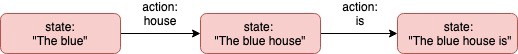 state:
"The blue"
action:
house
state:
"The blue house"
action:
is
state:
"The blue house is"